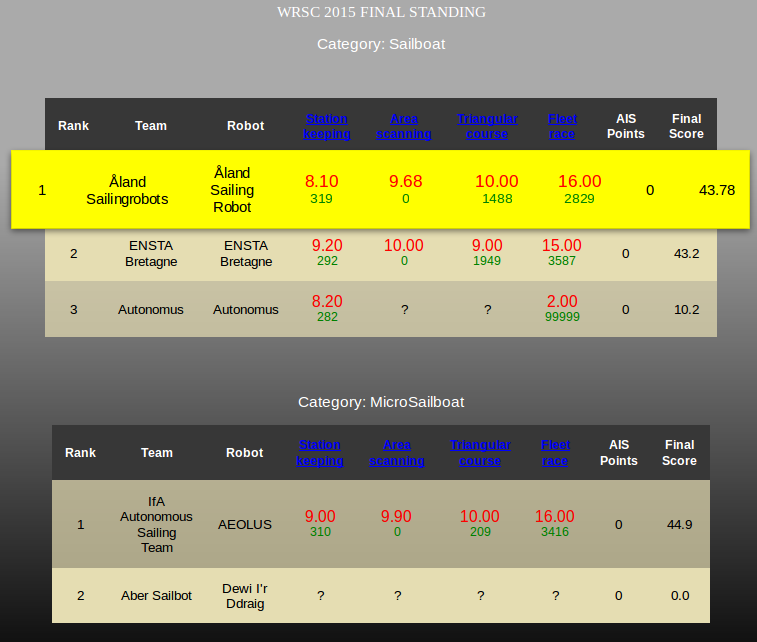 WRSC 2015 FINAL STANDING
Category: Sailboat
Rank Team Robot Station keeping Area scanning Triangular course Fleet race AIS Points Final Score
1 Åland Sailingrobots Åland Sailing Robot 8.10 319 9.68 0 10.00 1488 16.00 2829 0 43.78
2 ENSTA Bretagne ENSTA Bretagne 9.20 292 10.00 0 9.00 1949 15.00 3587 0 43.2
3 Autonomus Autonomus 8.20 282 ? ? 2.00 99999 0 10.2
Category: MicroSailboat
Rank Team Robot Station keeping Area scanning Triangular course Fleet race AIS Points Final Score
1 IfA Autonomous Sailing Team AEOLUS 9.00 310 9.90 0 10.00 209 16.00 3416 0 44.9
2 Aber Sailbot Dewi I'r Ddraig ? ? ? ? 0 0.0